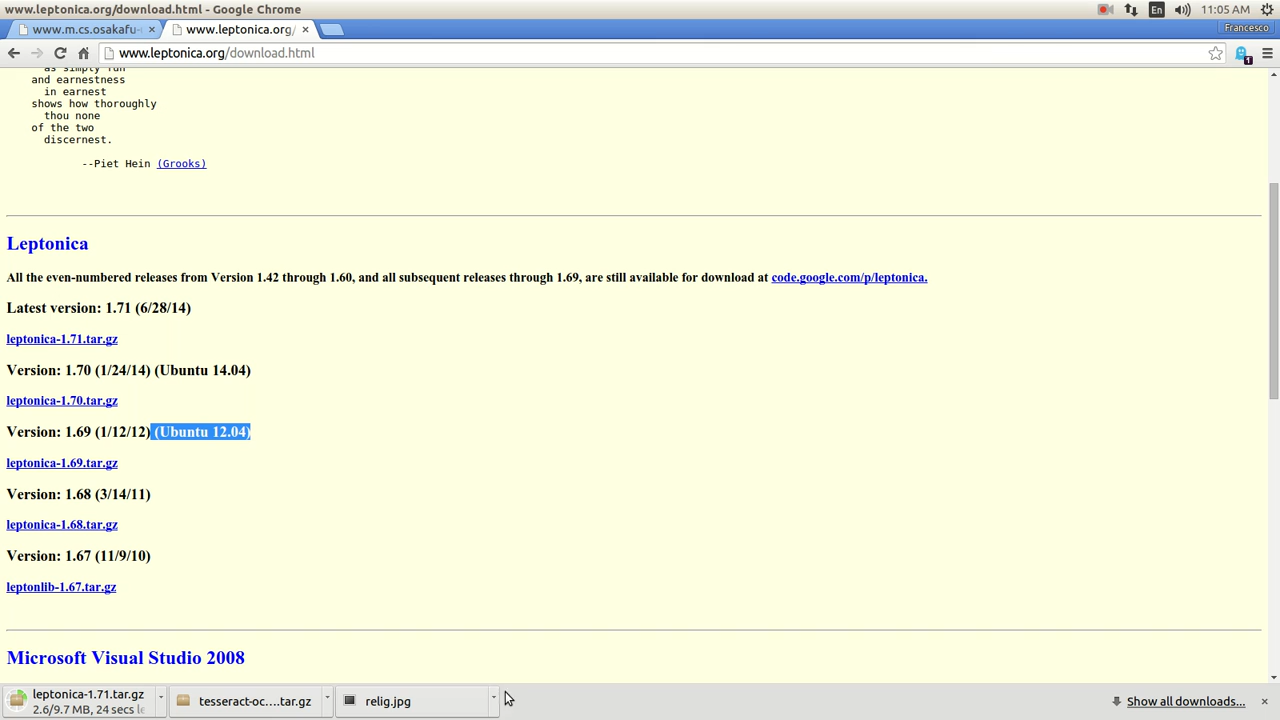 www.leptonica.org/download.html - Google Chrome
En
11:05 AM
www.m.cs.osakafu-
www.leptonica.org/
Francesco
www.leptonica.org/download.html
1
as simply fun
and earnestness
in earnest
shows how thoroughly
thou none
of the two
discernest.
--Piet Hein (Grooks)
Leptonica
All the even-numbered releases from Version 1.42 through 1.60, and all subsequent releases through 1.69, are still available for download at code.google.com/p/leptonica.
Latest version: 1.71 (6/28/14)
leptonica-1.71.tar.gz
Version: 1.70 (1/24/14) (Ubuntu 14.04)
leptonica-1.70.tar.gz
Version: 1.69 (1/12/12) (Ubuntu 12.04)
leptonica-1.69.tar.gz
Version: 1.68 (3/14/11)
leptonica-1.68.tar.gz
Version: 1.67 (11/9/10)
leptonlib-1.67.tar.gz
Microsoft Visual Studio 2008
leptonica-1.71.tar.gz
2.6/9.7 MB, 24 secs le
tesseract-oc....tar.gz
relig.jpg
Show all downloads...